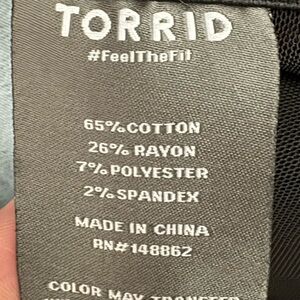 TORRID
#FeelTheFit
65%COTTON
26%RAYON
7%POLYESTER
2%SPANDEX
MADE IN CHINA
RN#148862
COLOR MAY TRANSFER